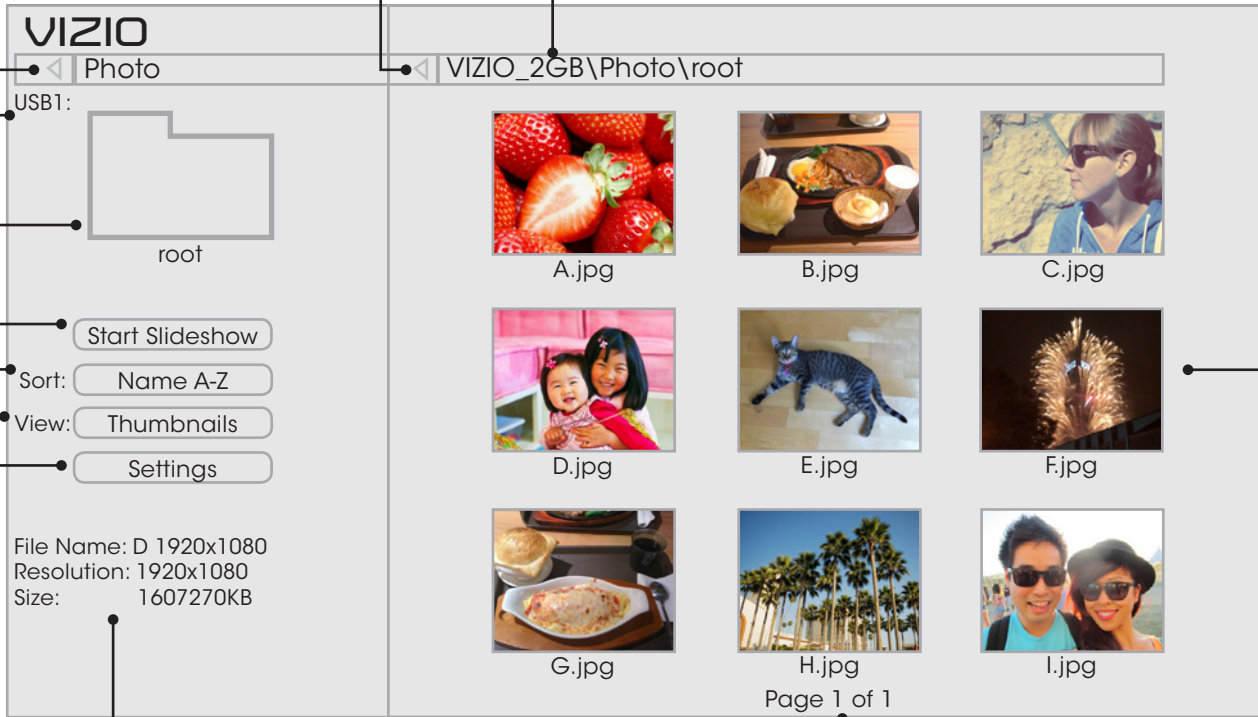 VIZIO
Photo
VIZIO_2GB\Photo\root
USB1:
root
Start Slideshow
Sort: Name A-Z
View: Thumbnails
Settings
File Name: D 1920x1080
Resolution: 1920x1080
Size: 1607270KB
A.jpg
B.jpg
C.jpg
D.jpg
E.jpg
F.jpg
G.jpg
H.jpg
I.jpg
Page 1 of 1